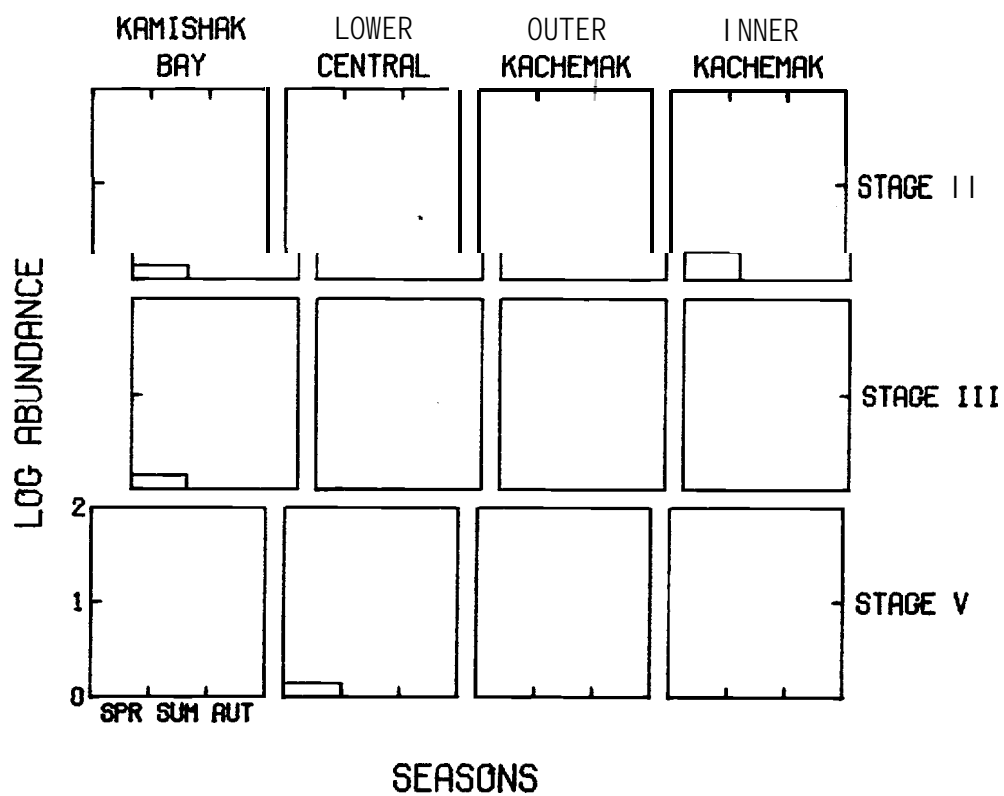 KAMISHAK BAY
LOWER CENTRAL
OUTER KACHEMAK
INNER KACHEMAK
STAGE II
STAGE III
STAGE V
LOG ABUNDANCE
2
1
0
SPR SUM AUT
SEASONS